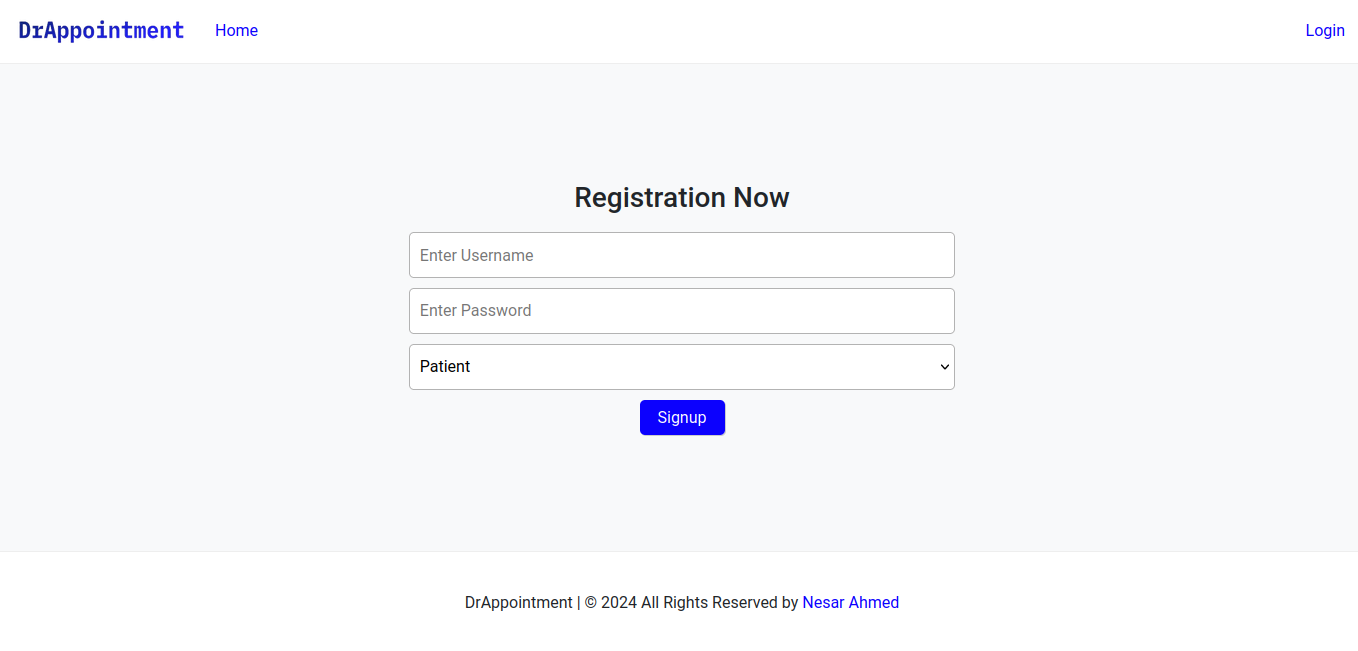 DrAppointment Home Login
Registration Now
Enter Username
Enter Password
Patient
Signup
DrAppointment | © 2024 All Rights Reserved by Nesar Ahmed